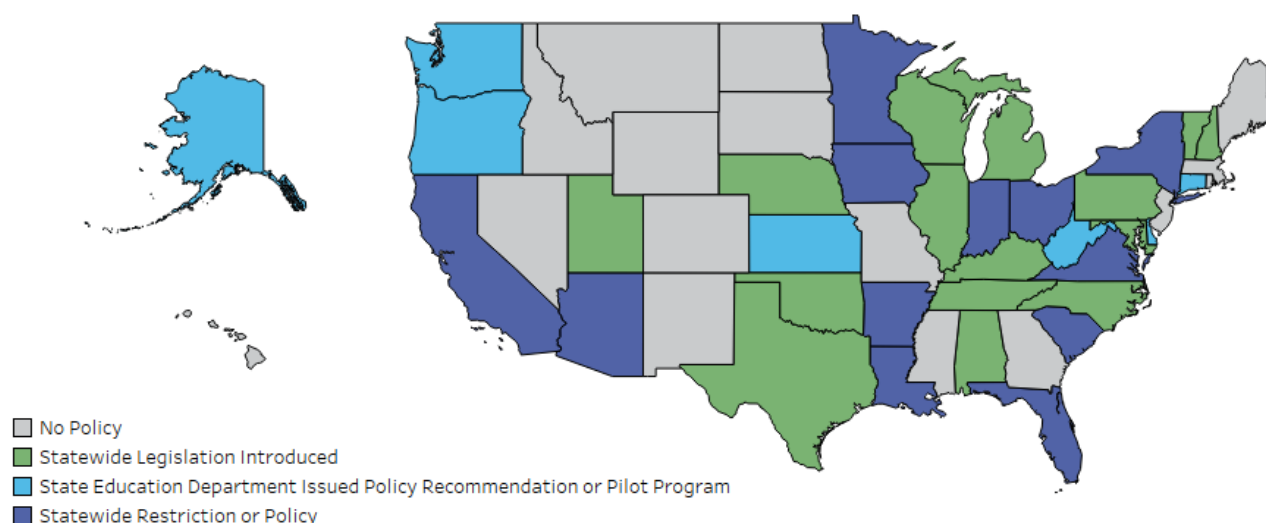 No Policy
Statewide Legislation Introduced
State Education Department Issued Policy Recommendation or Pilot Program
Statewide Restriction or Policy